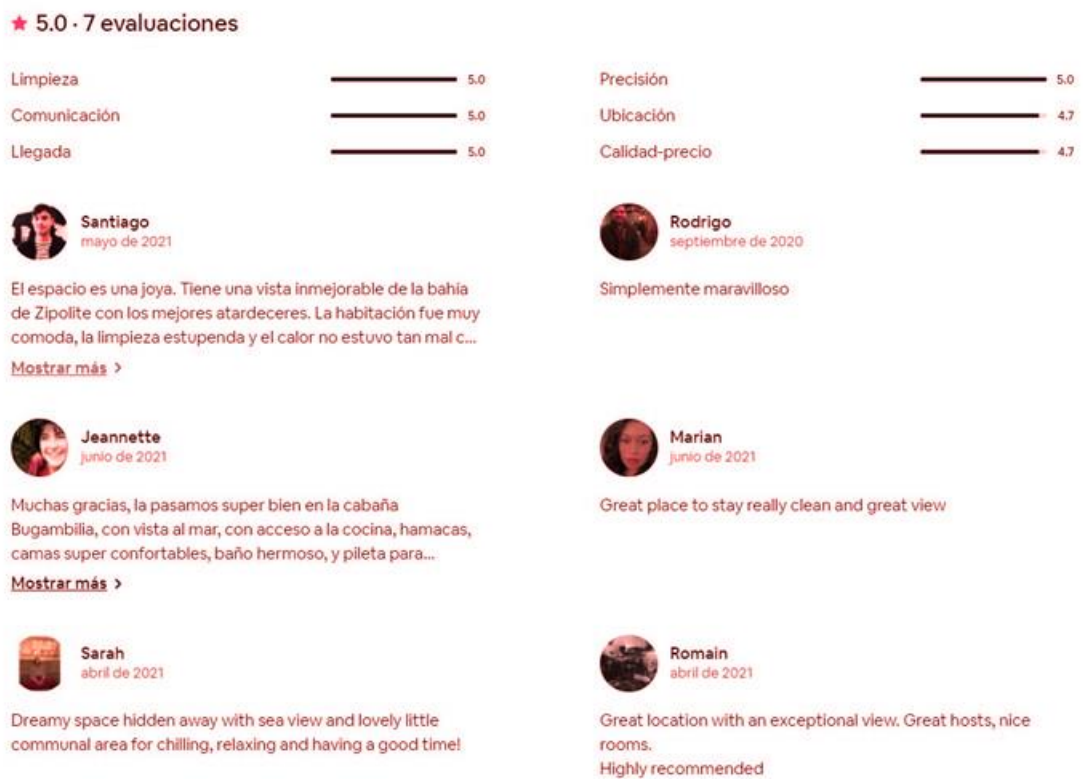 ★ 5.0 · 7 evaluaciones
Limpieza 5.0
Precisión 5.0
Comunicación 5.0
Ubicación 4.7
Llegada 5.0
Calidad-precio 4.7
Santiago
mayo de 2021
El espacio es una joya. Tiene una vista inmejorable de la bahía
de Zipolite con los mejores atardeceres. La habitación fue muy
comoda, la limpieza estupenda y el calor no estuvo tan mal c...
Mostrar más >
Rodrigo
septiembre de 2020
Simplemente maravilloso
Jeannette
junio de 2021
Muchas gracias, la pasamos super bien en la cabaña
Bugambilia, con vista al mar, con acceso a la cocina, hamacas,
camas super confortables, baño hermoso, y pileta para...
Mostrar más >
Marian
junio de 2021
Great place to stay really clean and great view
Sarah
abril de 2021
Dreamy space hidden away with sea view and lovely little
communal area for chilling, relaxing and having a good time!
Romain
abril de 2021
Great location with an exceptional view. Great hosts, nice
rooms.
Highly recommended